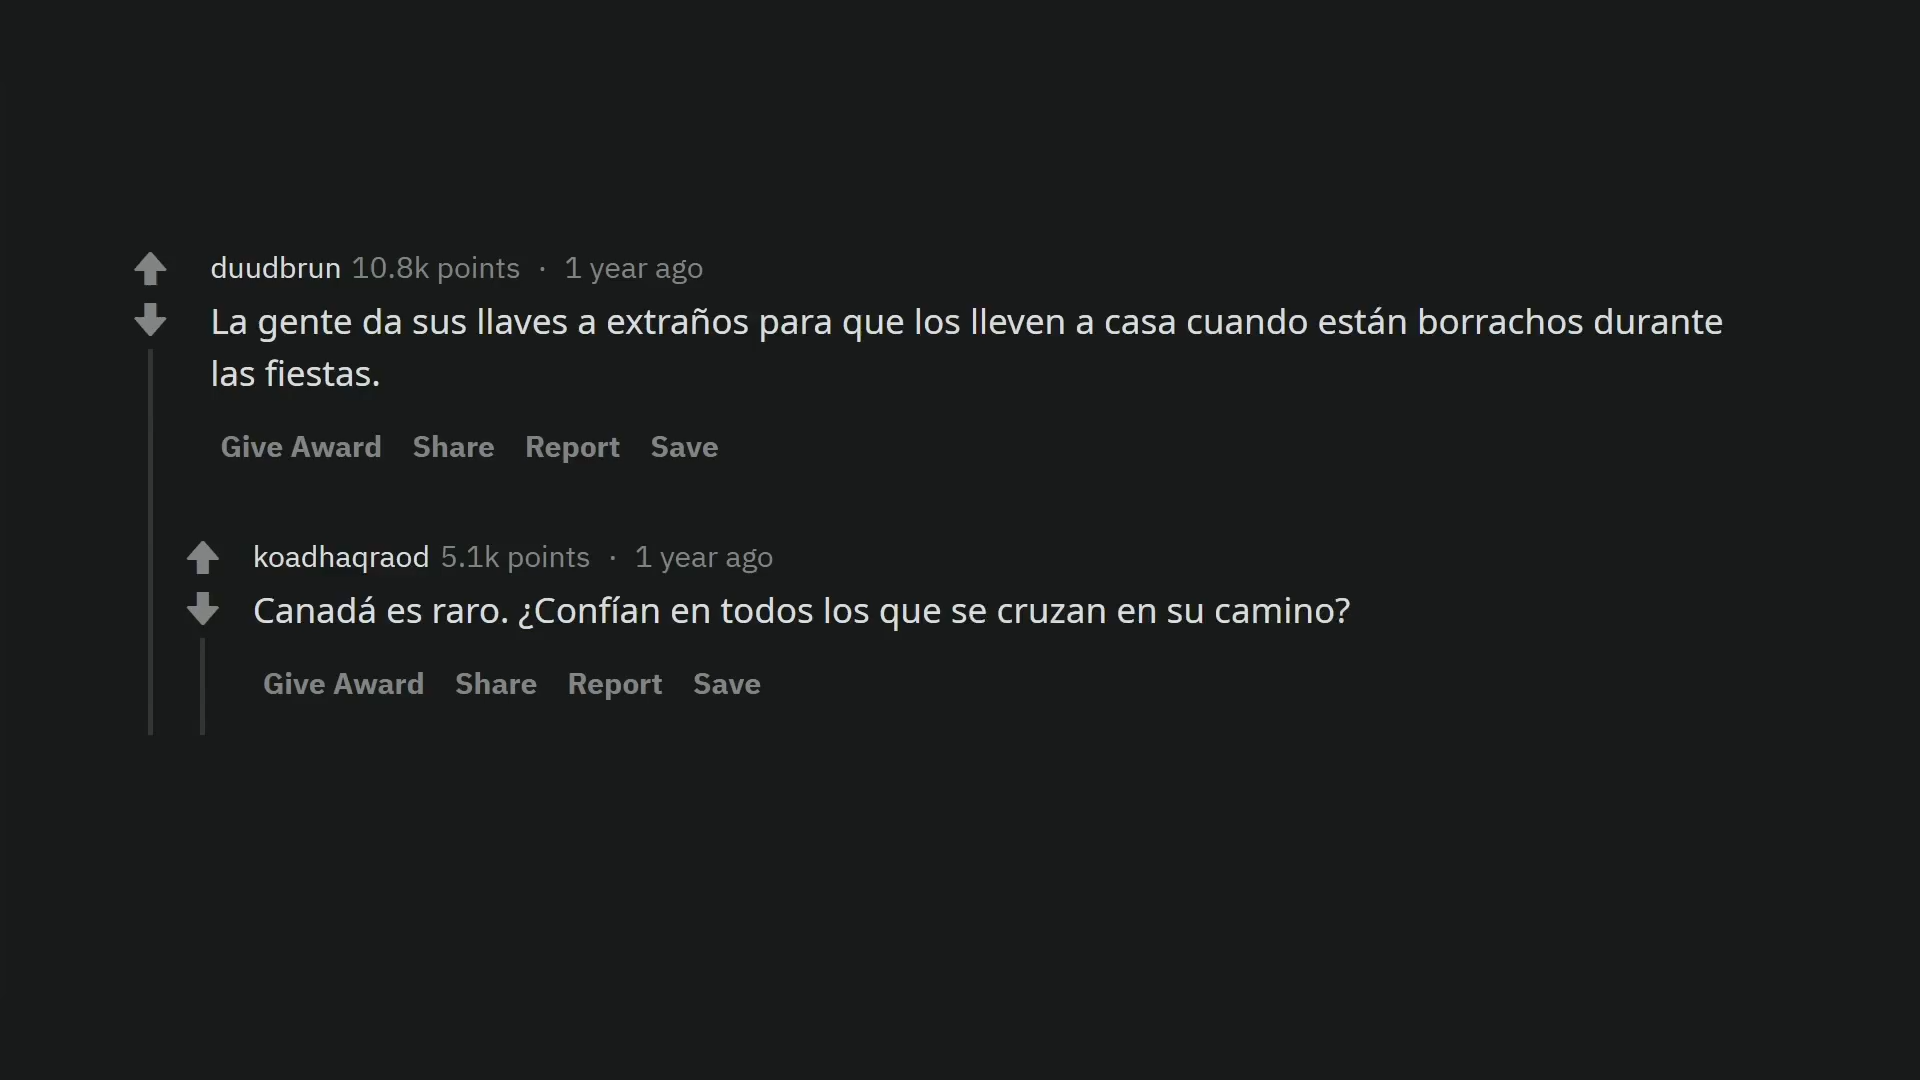 duudbrun 10.8k points · 1 year ago
La gente da sus llaves a extraños para que los lleven a casa cuando están borrachos durante
las fiestas.
Give Award Share Report Save
koadhaqraod 5.1k points · 1 year ago
Canadá es raro. ¿Confían en todos los que se cruzan en su camino?
Give Award Share Report Save